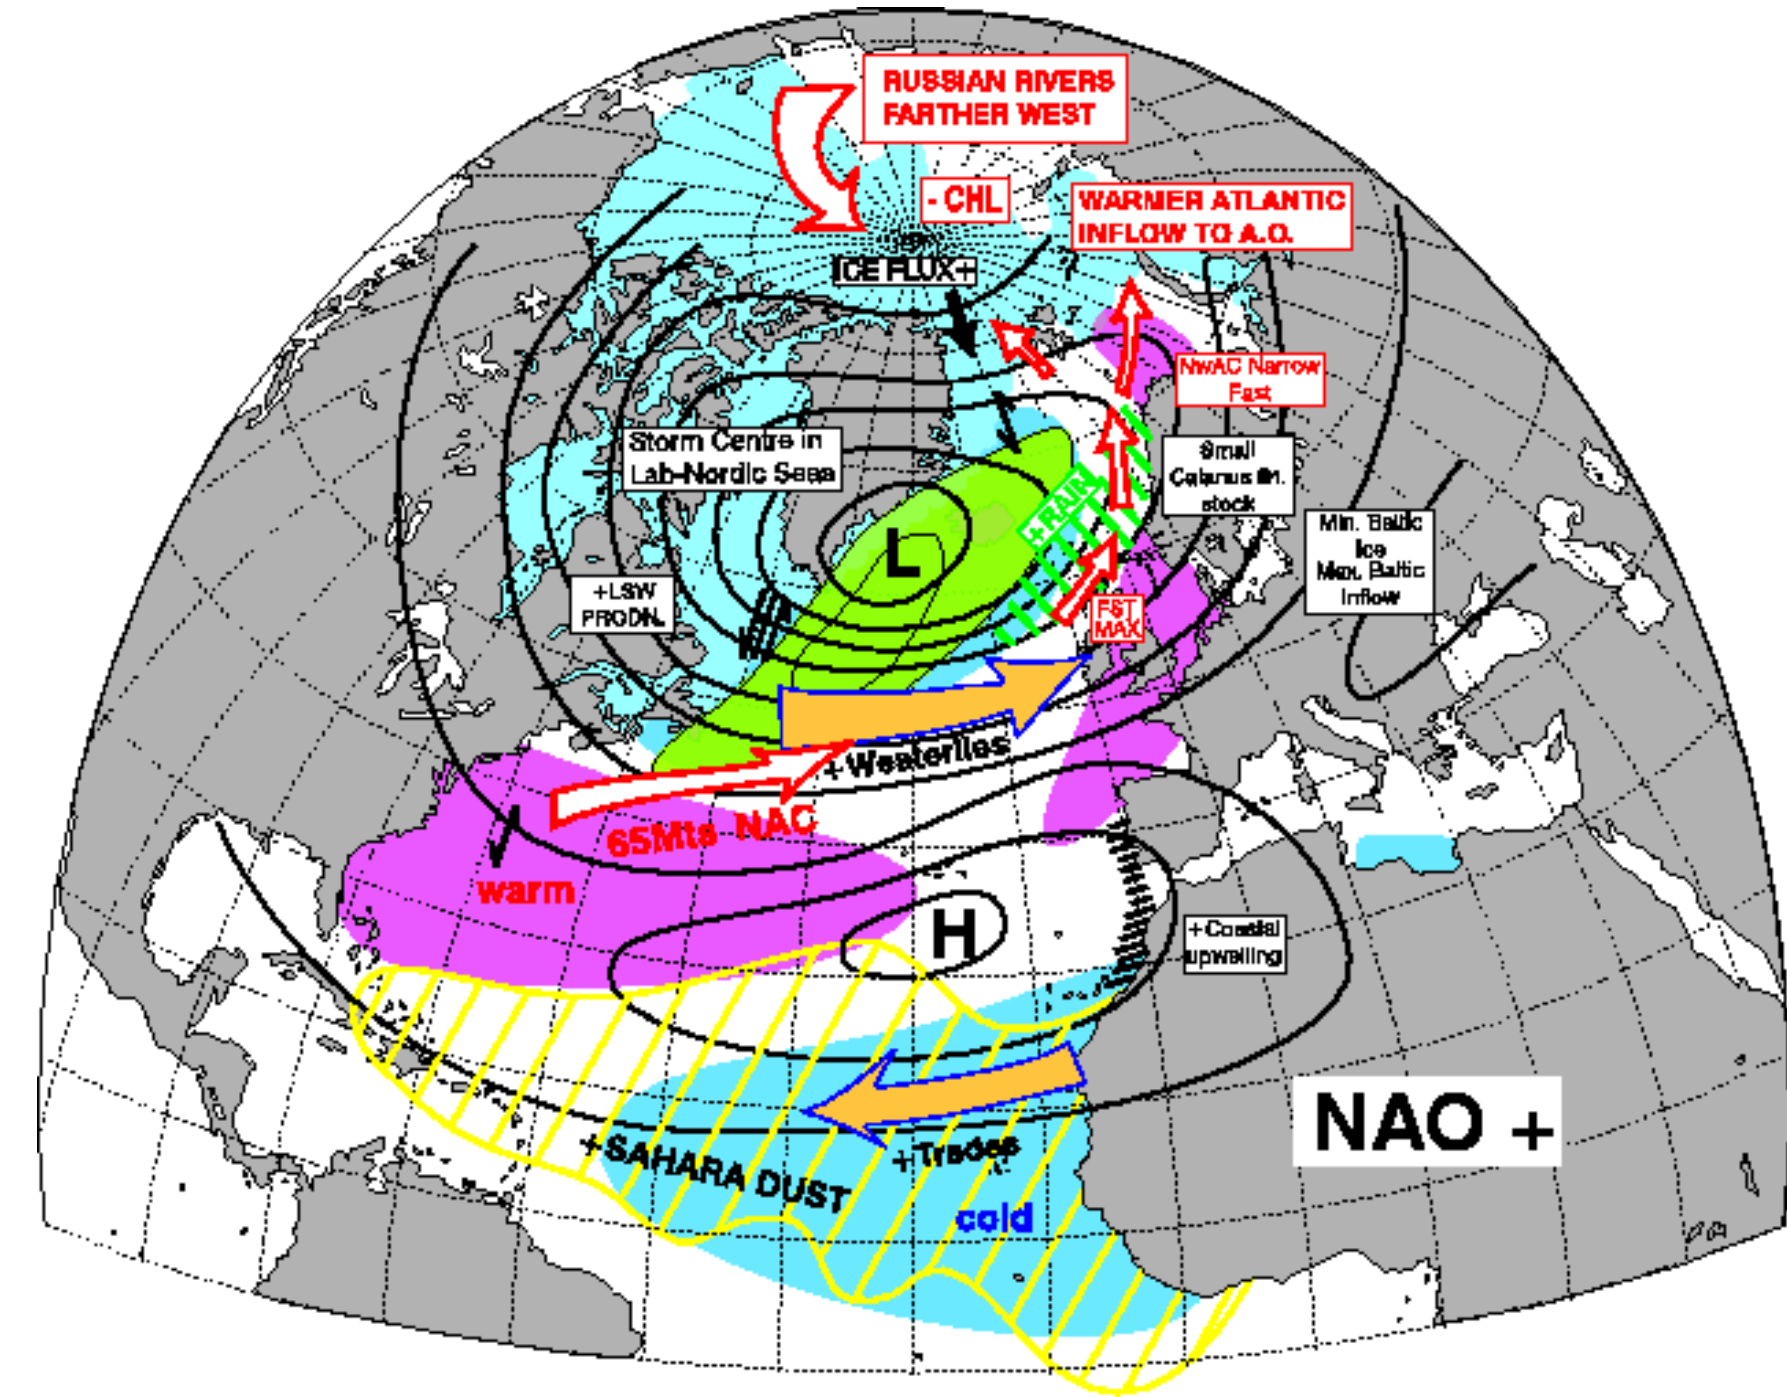 RUSSIAN RIVERS
FARTHER WEST
- CHL
WARMER ATLANTIC
INFLOW TO A.O.
ICE FLUX+
NwAC Narrow
Fast
Storm Centre in
Lab-Nordic Seas
Small
Calanus fin.
stock
+RAIN
L
Min. Baltic
Ice
Max. Baltic
Inflow
+LSW
PRODN.
FST
MAX
+Westerlies
65Mts NAC
warm
H
+Coastal
upwelling
NAO +
+SAHARA DUST
+Trades
cold